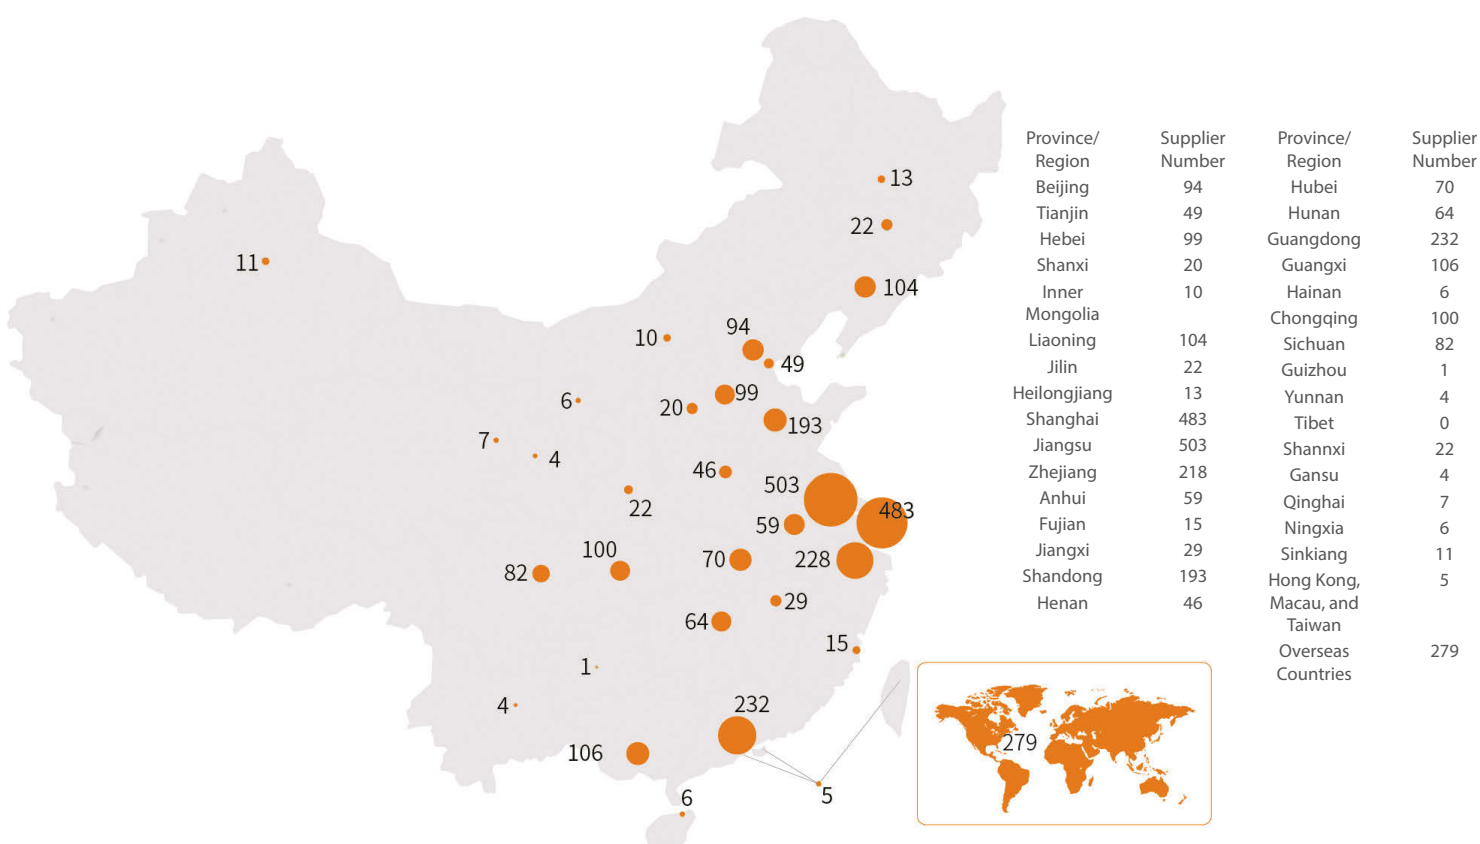 13
22
11
104
94
10
49
6
99
20
193
7
4
46
503
22
483
59
100
70
228
82
29
64
15
1
4
232
106
6
5
279
Province/ Supplier Province/ Supplier
Region Number Region Number
Beijing 94 Hubei 70
Tianjin 49 Hunan 64
Hebei 99 Guangdong 232
Shanxi 20 Guangxi 106
Inner 10 Hainan 6
Mongolia Chongqing 100
Liaoning 104 Sichuan 82
Jilin 22 Guizhou 1
Heilongjiang 13 Yunnan 4
Shanghai 483 Tibet 0
Jiangsu 503 Shannxi 22
Zhejiang 218 Gansu 4
Anhui 59 Qinghai 7
Fujian 15 Ningxia 6
Jiangxi 29 Sinkiang 11
Shandong 193 Hong Kong, 5
Henan 46 Macau, and
Taiwan
Overseas 279
Countries